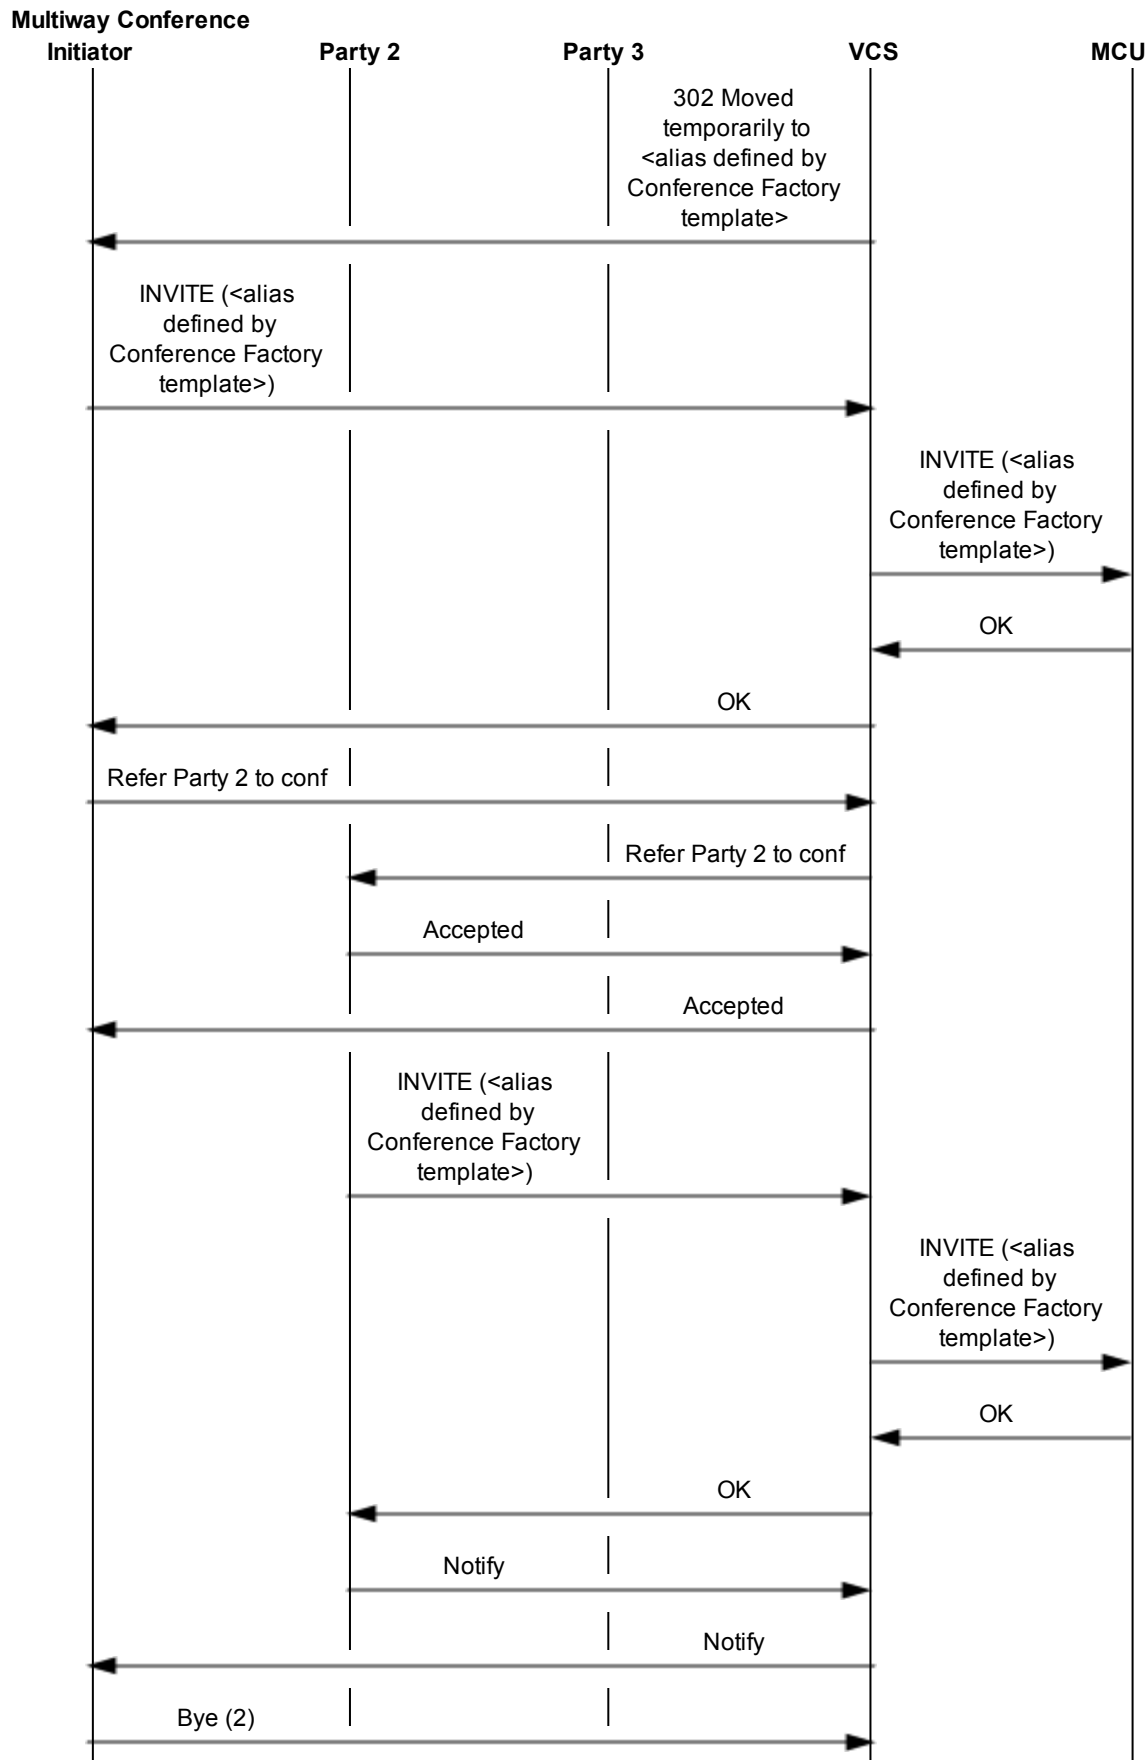 Multiway Conference
Initiator
Party 2
Party 3
VCS
MCU
302 Moved
temporarily to
<alias defined by
Conference Factory
template>
INVITE (<alias
defined by
Conference Factory
template>)
INVITE (<alias
defined by
Conference Factory
template>)
OK
OK
Refer Party 2 to conf
Refer Party 2 to conf
Accepted
Accepted
INVITE (<alias
defined by
Conference Factory
template>)
INVITE (<alias
defined by
Conference Factory
template>)
OK
OK
Notify
Notify
Bye (2)